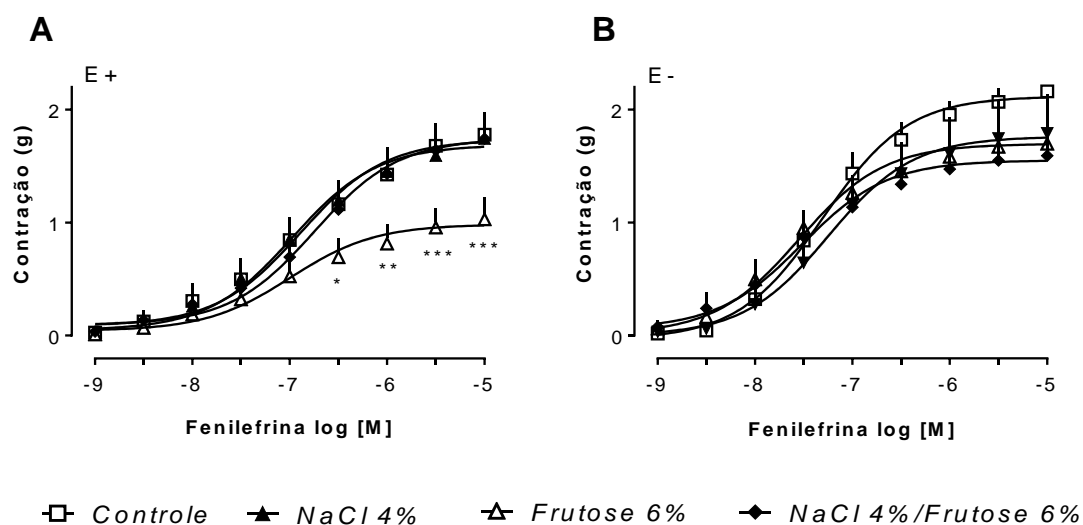 A
E +
Contração (g)
2
1
0
*
**
***
***
-9 -8 -7 -6 -5
Fenilefrina log [M]
B
E -
Contração (g)
2
1
0
-9 -8 -7 -6 -5
Fenilefrina log [M]
Controle NaCl 4% Frutose 6% NaCl 4%/Frutose 6%